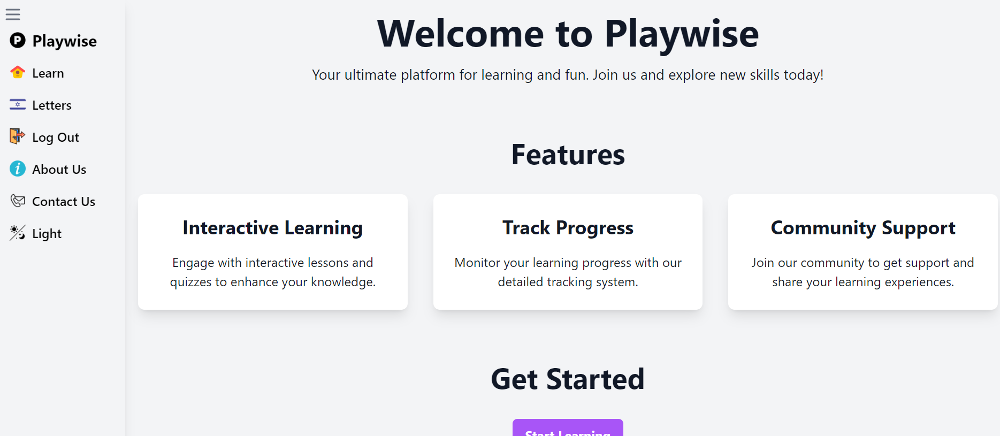 Playwise
Learn
Letters
Log Out
About Us
Contact Us
Light
Welcome to Playwise
Your ultimate platform for learning and fun. Join us and explore new skills today!
Features
Interactive Learning
Engage with interactive lessons and
quizzes to enhance your knowledge.
Track Progress
Monitor your learning progress with our
detailed tracking system.
Community Support
Join our community to get support and
share your learning experiences.
Get Started
Start Learning